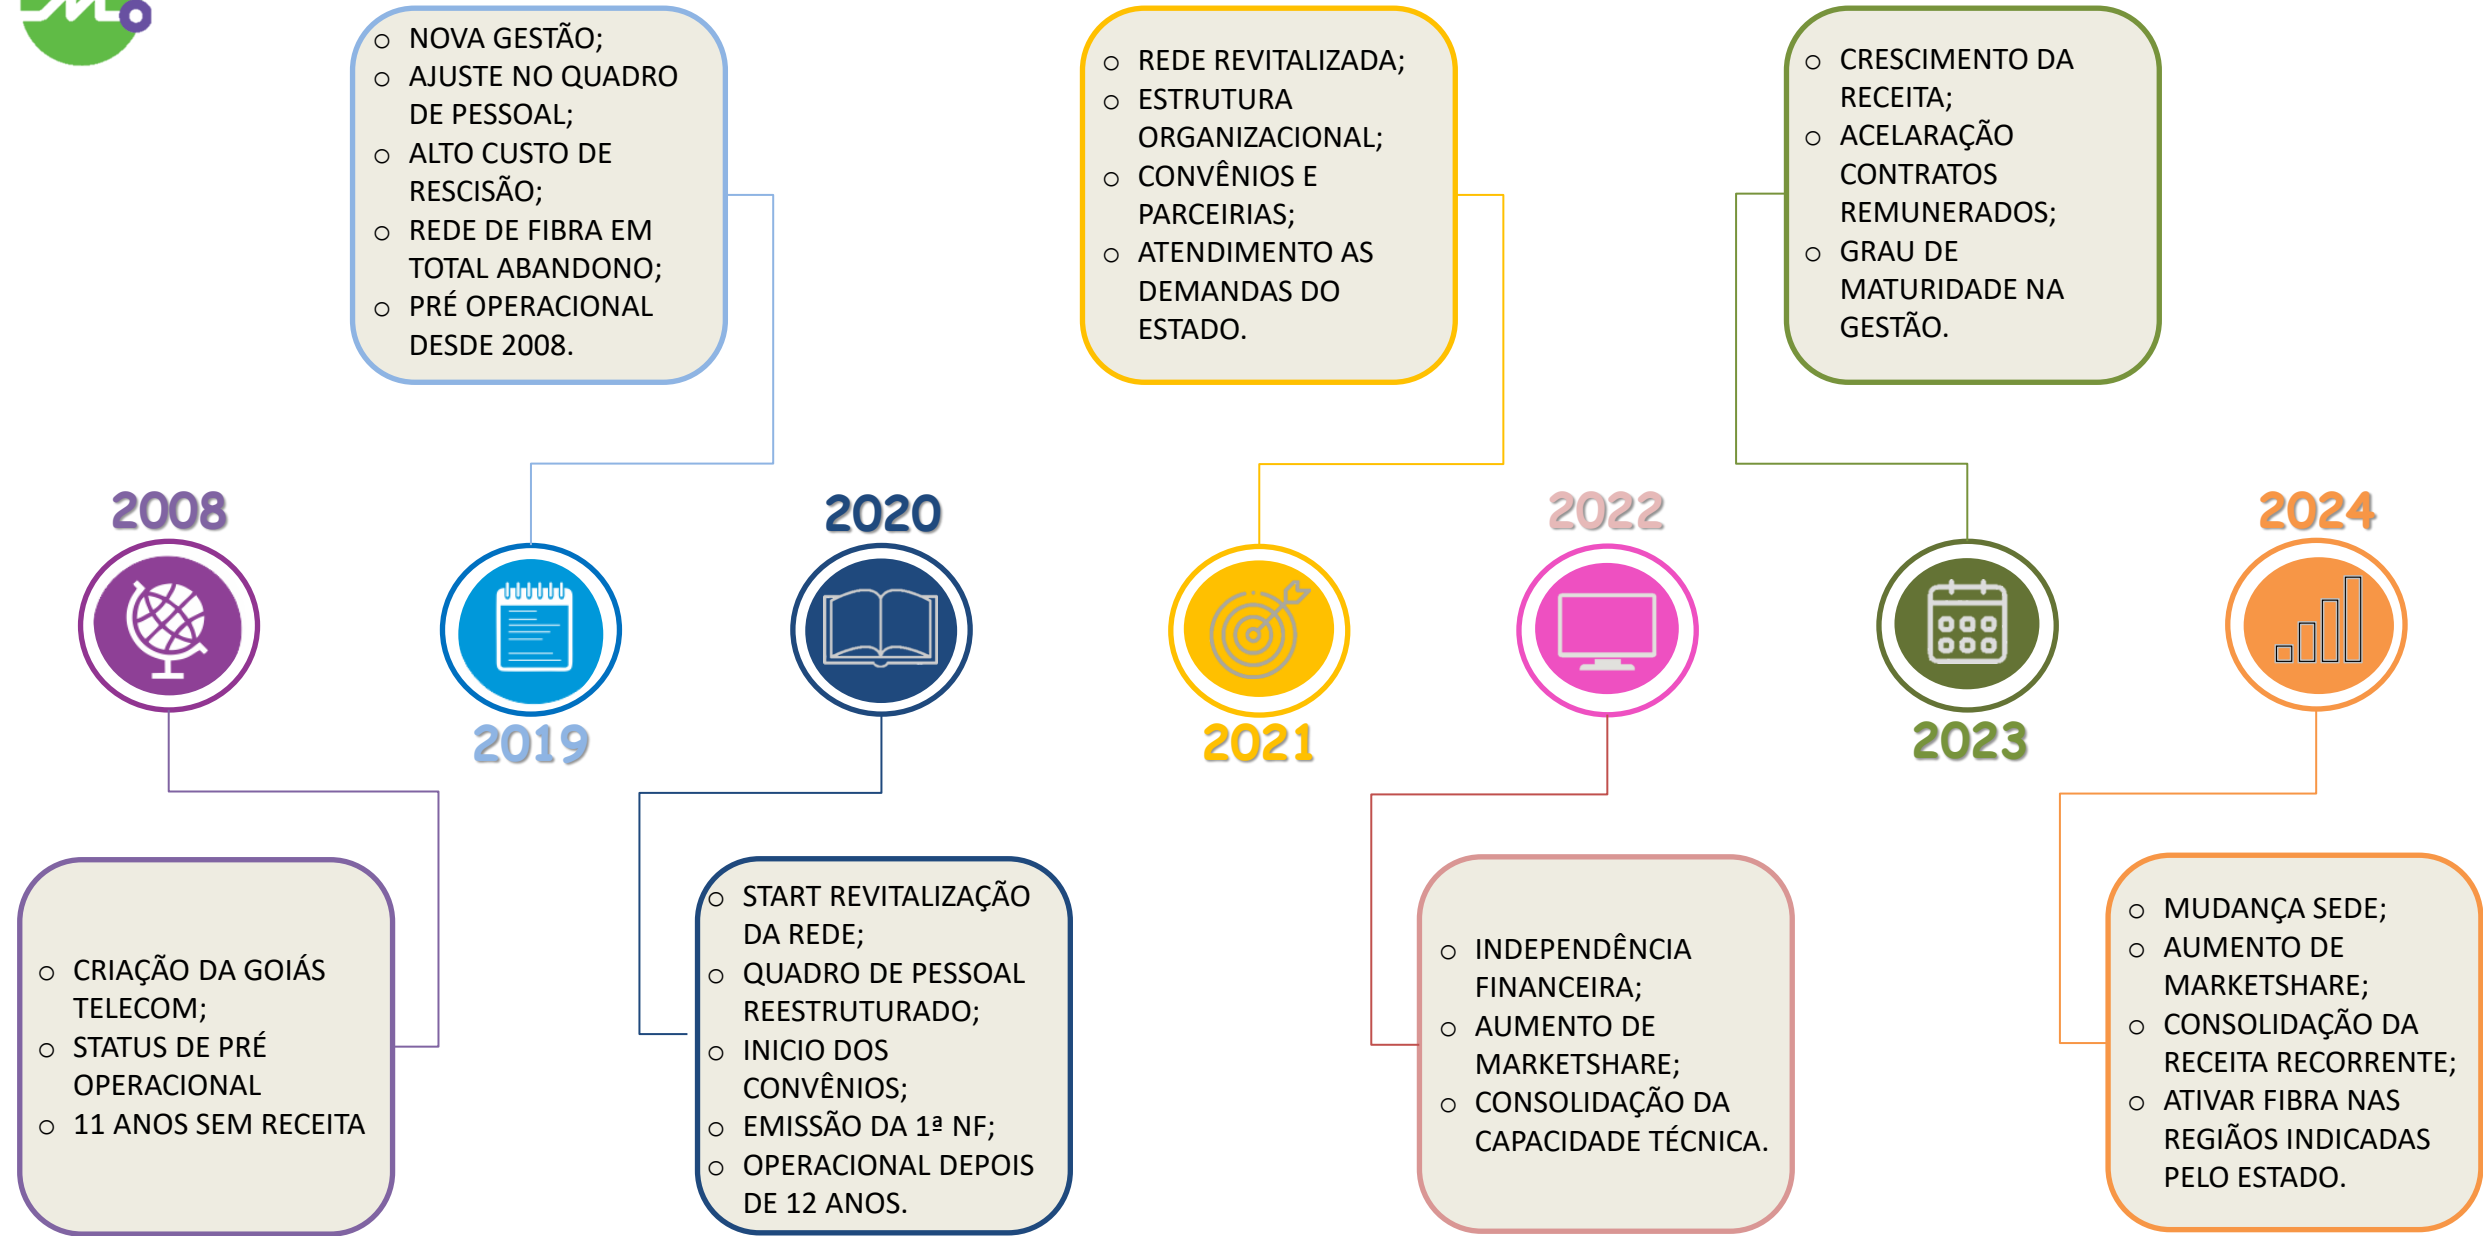 NOVA GESTÃO;
AJUSTE NO QUADRO
DE PESSOAL;
ALTO CUSTO DE
RESCISÃO;
REDE DE FIBRA EM
TOTAL ABANDONO;
PRÉ OPERACIONAL
DESDE 2008.
REDE REVITALIZADA;
ESTRUTURA
ORGANIZACIONAL;
CONVÊNIOS E
PARCEIRIAS;
ATENDIMENTO AS
DEMANDAS DO
ESTADO.
CRESCIMENTO DA
RECEITA;
ACELARAÇÃO
CONTRATOS
REMUNERADOS;
GRAU DE
MATURIDADE NA
GESTÃO.
2008
2019
2020
2021
2022
2023
2024
CRIAÇÃO DA GOIÁS
TELECOM;
STATUS DE PRÉ
OPERACIONAL
11 ANOS SEM RECEITA
START REVITALIZAÇÃO
DA REDE;
QUADRO DE PESSOAL
REESTRUTURADO;
INICIO DOS
CONVÊNIOS;
EMISSÃO DA 1ª NF;
OPERACIONAL DEPOIS
DE 12 ANOS.
INDEPENDÊNCIA
FINANCEIRA;
AUMENTO DE
MARKETSHARE;
CONSOLIDAÇÃO DA
CAPACIDADE TÉCNICA.
MUDANÇA SEDE;
AUMENTO DE
MARKETSHARE;
CONSOLIDAÇÃO DA
RECEITA RECORRENTE;
ATIVAR FIBRA NAS
REGIÃOS INDICADAS
PELO ESTADO.